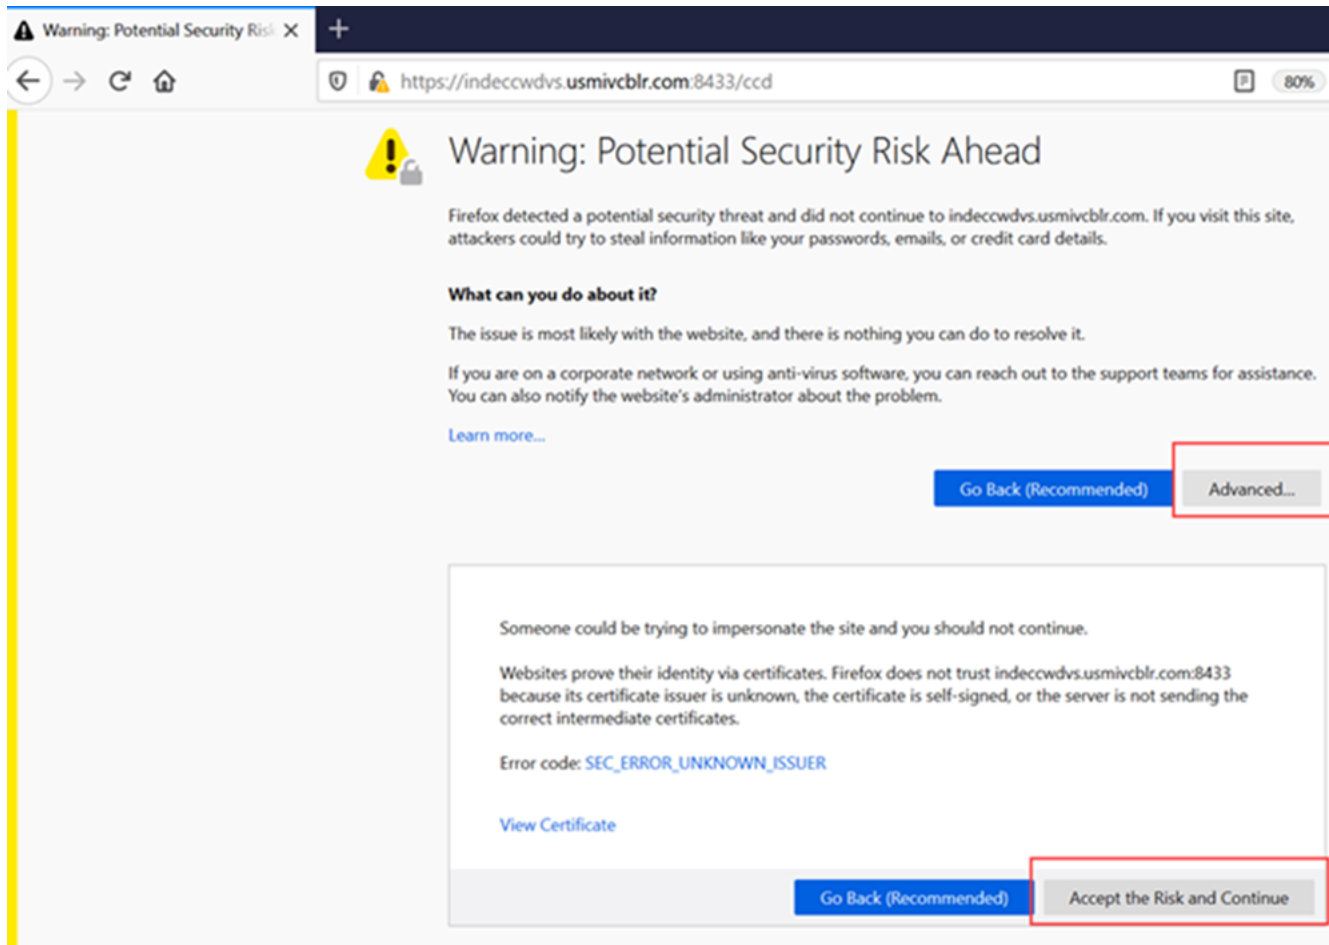 Warning: Potential Security Ris
https://indeccwdvs.usmivcblr.com:8433/ccd
80%
Warning: Potential Security Risk Ahead
Firefox detected a potential security threat and did not continue to indeccwdvs.usmivcblr.com. If you visit this site,
attackers could try to steal information like your passwords, emails, or credit card details.
What can you do about it?
The issue is most likely with the website, and there is nothing you can do to resolve it.
If you are on a corporate network or using anti-virus software, you can reach out to the support teams for assistance.
You can also notify the website's administrator about the problem.
Learn more...
Go Back (Recommended)
Advanced...
Someone could be trying to impersonate the site and you should not continue.
Websites prove their identity via certificates. Firefox does not trust indeccwdvs.usmivcblr.com:8433
because its certificate issuer is unknown, the certificate is self-signed, or the server is not sending the
correct intermediate certificates.
Error code: SEC_ERROR_UNKNOWN_ISSUER
View Certificate
Go Back (Recommended)
Accept the Risk and Continue